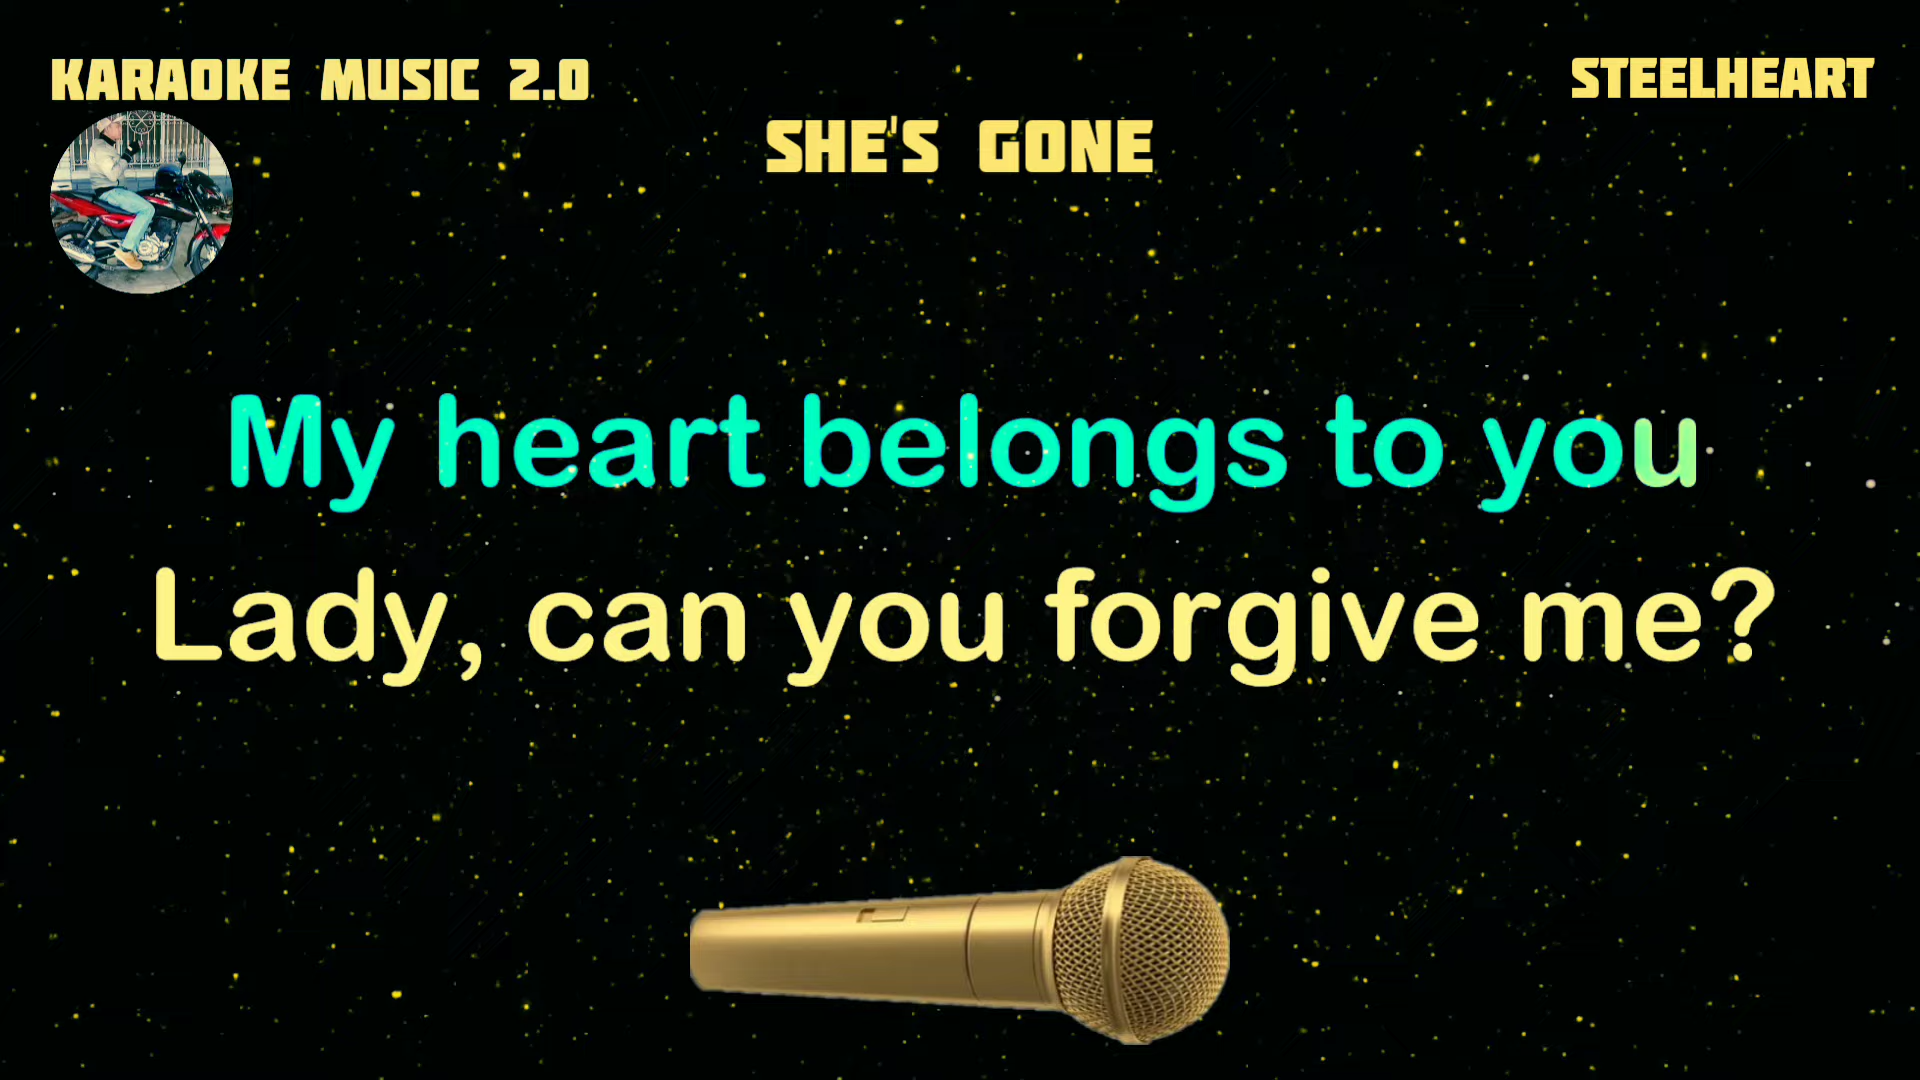 KARAOKE MUSIC 2.0
STEELHEART
SHE'S GONE
My heart belongs to you
Lady, can you forgive me?